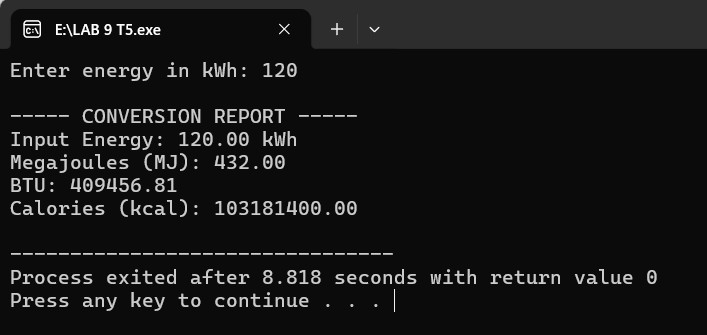 E:\LAB 9 T5.exe
Enter energy in kWh: 120
----- CONVERSION REPORT -----
Input Energy: 120.00 kWh
Megajoules (MJ): 432.00
BTU: 409456.81
Calories (kcal): 103181400.00
--------------------------------
Process exited after 8.818 seconds with return value 0
Press any key to continue . . .